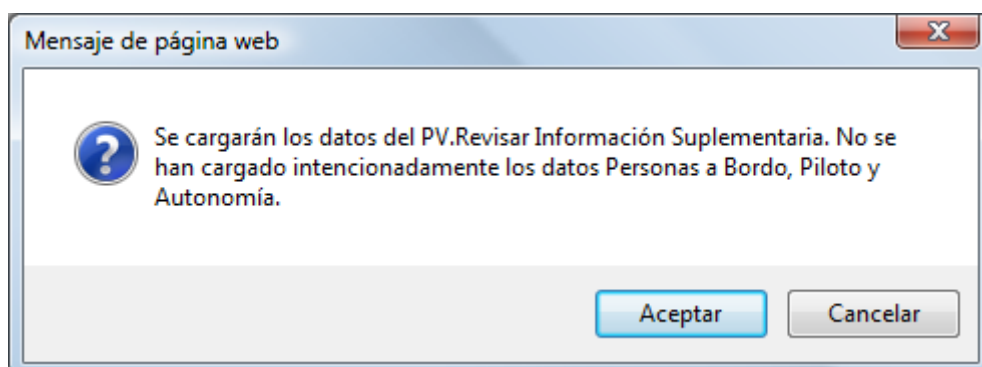 Mensaje de página web
Se cargarán los datos del PV.Revisar Información Suplementaria. No se
han cargado intencionadamente los datos Personas a Bordo, Piloto y
Autonomía.
Aceptar
Cancelar